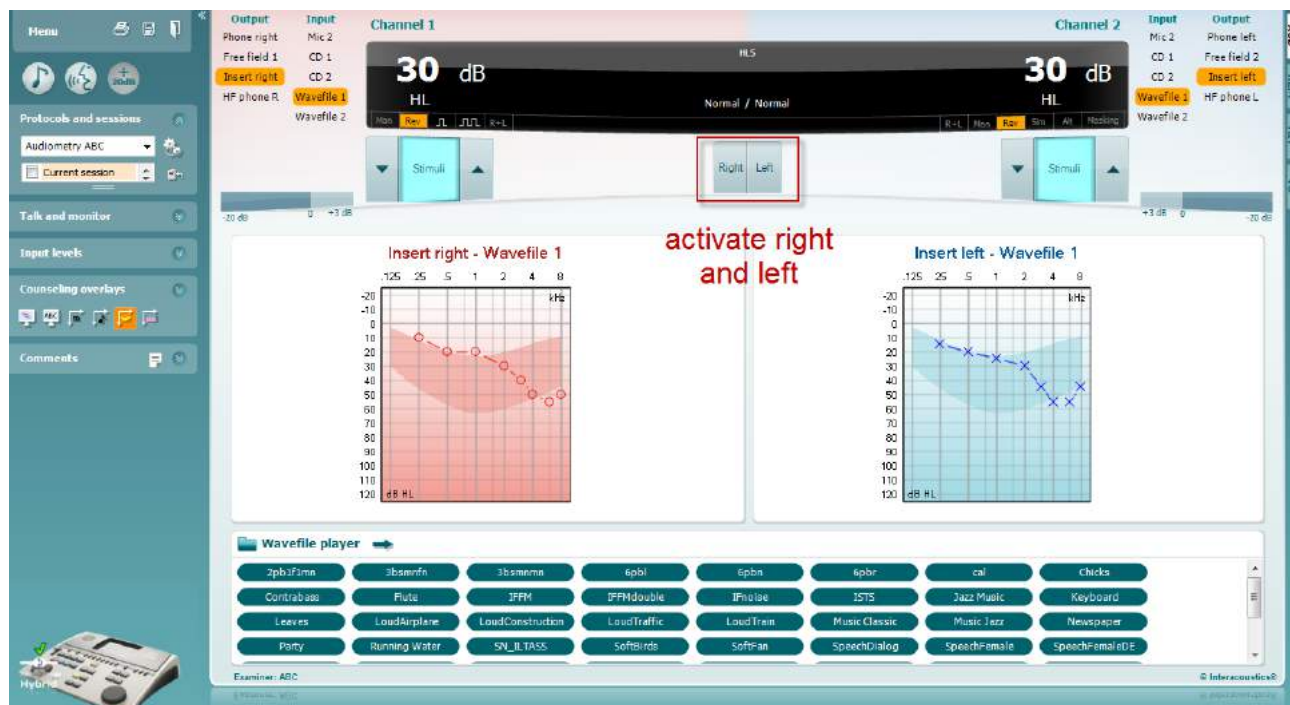 Menu
Protocols and sessions
Audiometry ABC
Current session
Talk and monitor
Input levels
Counseling overlays
Comments
Hybrid
Output
Phone right
Free field 1
Insert right
HF phone R
Input
Mic 2
CD 1
CD 2
Wavefile 1
Wavefile 2
Channel 1
30 dB
HL
Man Rev R+L
HLS
Normal / Normal
Channel 2
30 dB
HL
R+L Man Rev Sim Alt Masking
Input
Mic 2
CD 1
CD 2
Wavefile 1
Wavefile 2
Output
Phone left
Free field 2
Insert left
HF phone L
Stimuli
Right Left
Stimuli
-20 dB 0 +3 dB
+3 dB 0 -20 dB
activate right
and left
Insert right - Wavefile 1
.125 .25 .5 1 2 4 8
kHz
-20
-10
0
10
20
30
40
50
60
70
80
90
100
110
120
dB HL
Insert left - Wavefile 1
.125 .25 .5 1 2 4 8
kHz
-20
-10
0
10
20
30
40
50
60
70
80
90
100
110
120
dB HL
Wavefile player
2pb3f1mn 3bsmnfn 3bsmnmn 6pbl 6pbn 6pbr cal Chicks
Contrabass Flute IFFM IFFMdouble IFnoise ISTS Jazz Music Keyboard
Leaves LoudAirplane LoudConstruction LoudTraffic LoudTrain Music Classic Music Jazz Newspaper
Party Running Water SN_ILTASS SoftBirds SoftFan SpeechDialog SpeechFemale SpeechFemaleDE
Examiner: ABC
© Interacoustics®